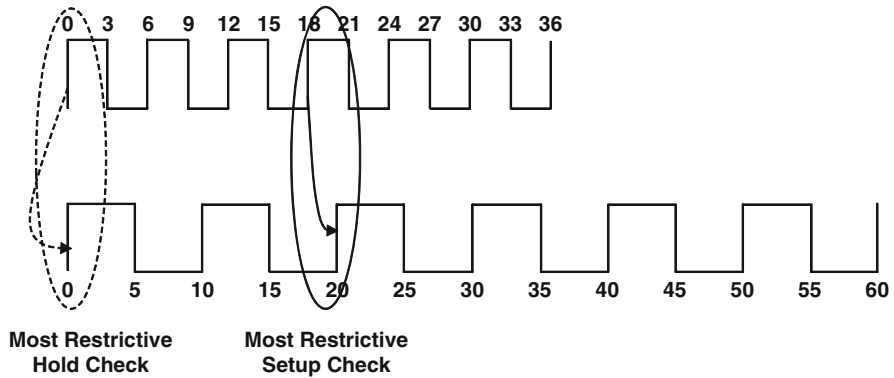 0 3 6 9 12 15 18 21 24 27 30 33 36
0 5 10 15 20 25 30 35 40 45 50 55 60
Most Restrictive
Hold Check
Most Restrictive
Setup Check